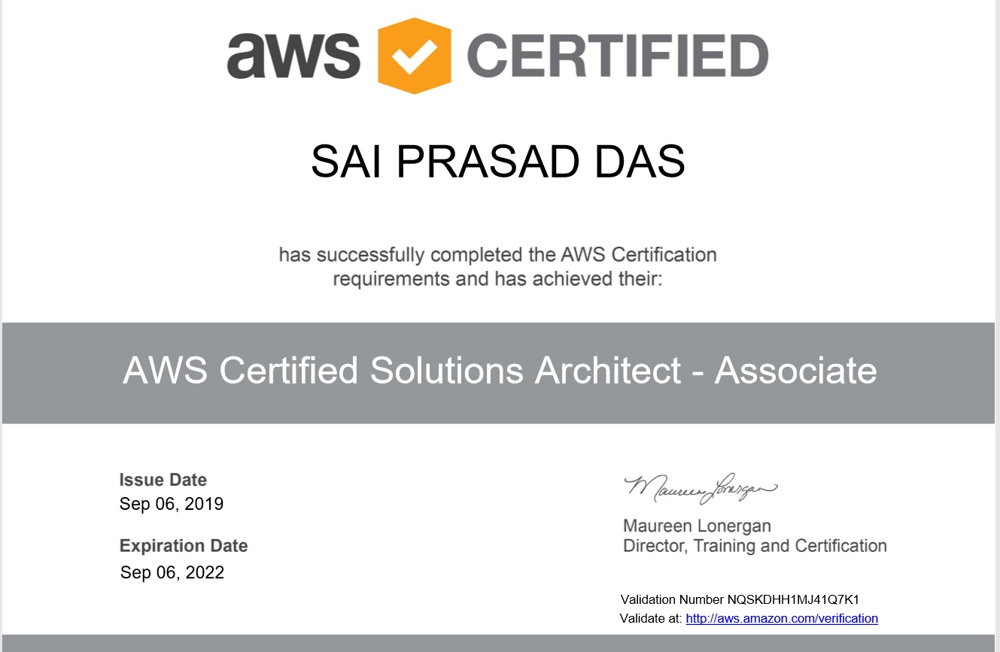 aws CERTIFIED
SAI PRASAD DAS
has successfully completed the AWS Certification
requirements and has achieved their:
AWS Certified Solutions Architect - Associate
Issue Date
Sep 06, 2019
Expiration Date
Sep 06, 2022
Maureen Lonergan
Maureen Lonergan
Director, Training and Certification
Validation Number NQSKDHH1MJ41Q7K1
Validate at: http://aws.amazon.com/verification